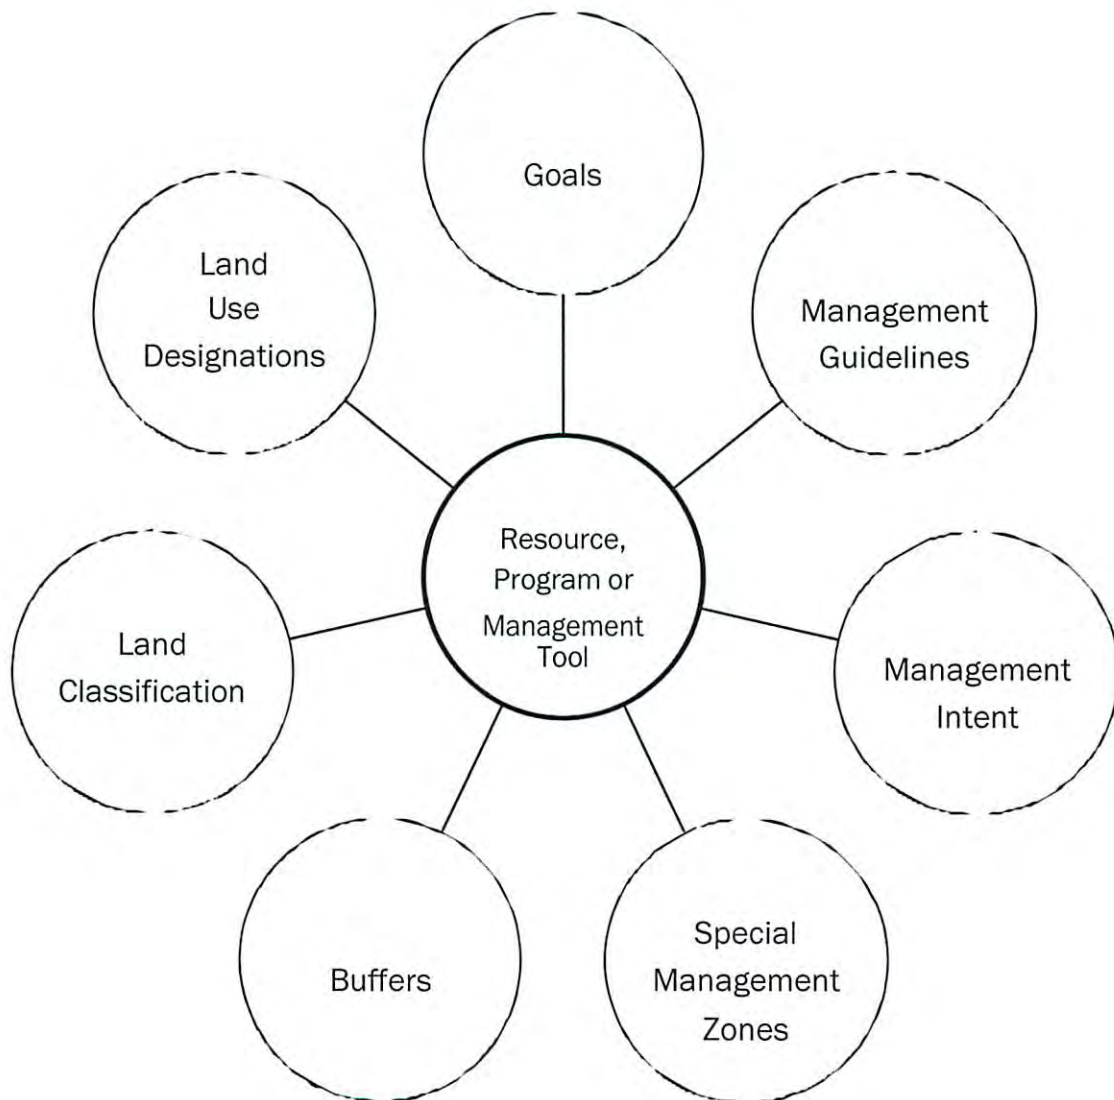 Goals
Land
Use
Designations
Management
Guidelines
Resource,
Program or
Management
Tool
Land
Classification
Management
Intent
Buffers
Special
Management
Zones